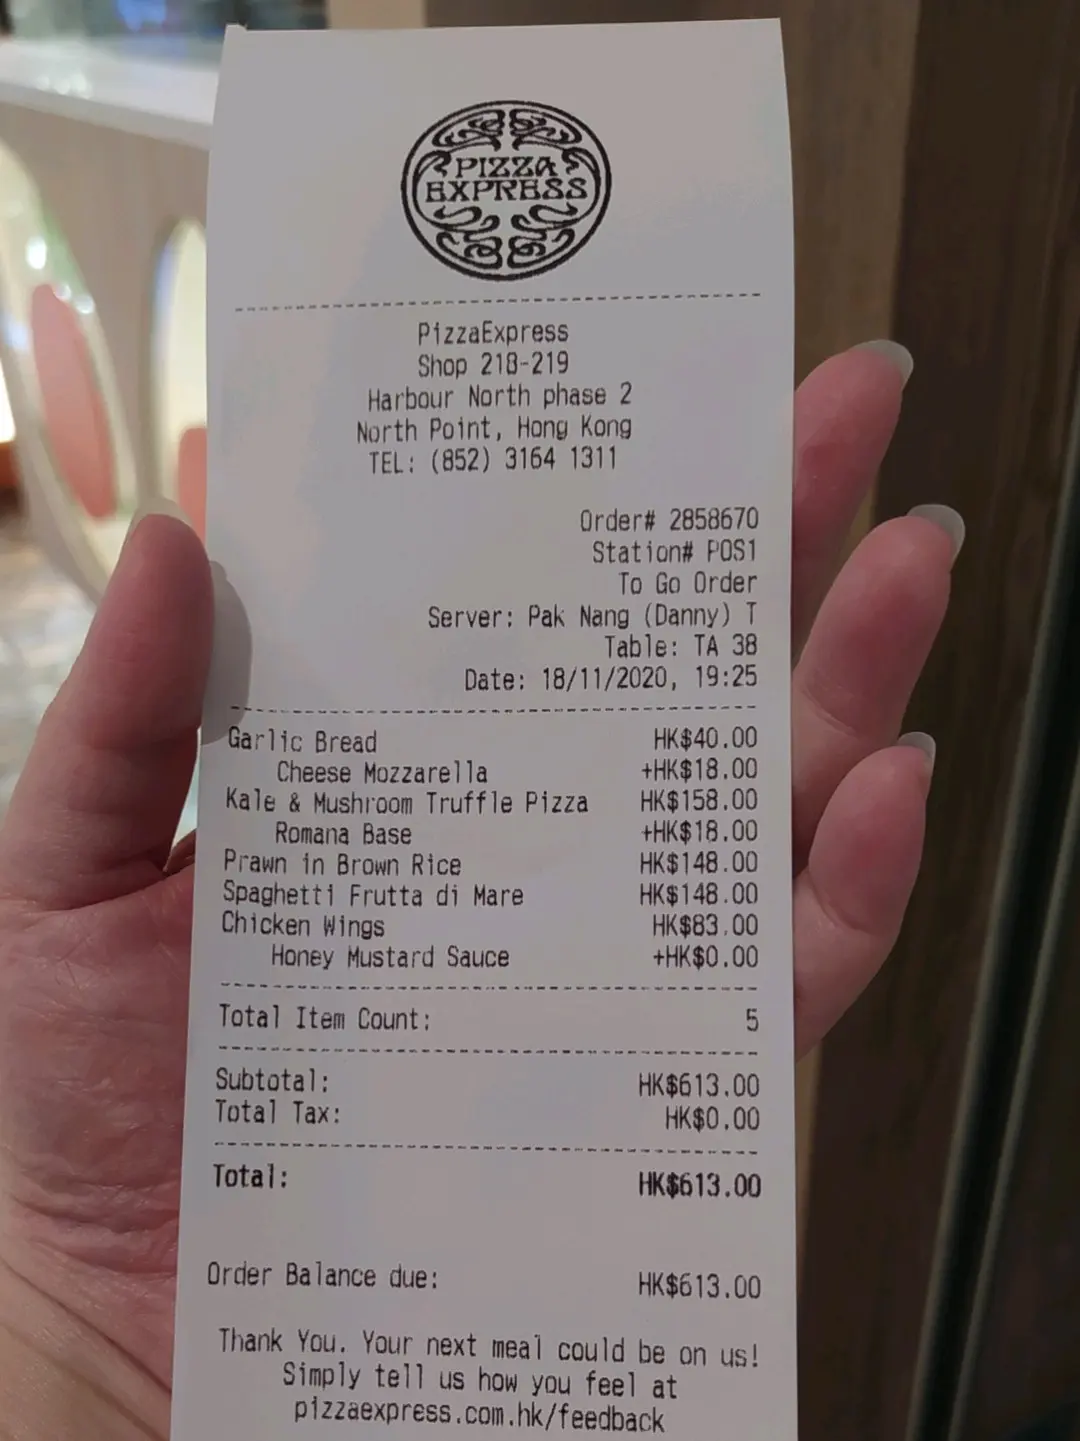 PIZZA
EXPRESS
PizzaExpress
Shop 218-219
Harbour North phase 2
North Point, Hong Kong
TEL: (852) 3164 1311
Order# 2858670
Station# POS1
To Go Order
Server: Pak Nang (Danny) T
Table: TA 38
Date: 18/11/2020, 19:25
Garlic Bread HK$40.00
Cheese Mozzarella +HK$18.00
Kale & Mushroom Truffle Pizza HK$158.00
Romana Base +HK$18.00
Prawn in Brown Rice HK$148.00
Spaghetti Frutta di Mare HK$148.00
Chicken Wings HK$83.00
Honey Mustard Sauce +HK$0.00
Total Item Count: 5
Subtotal: HK$613.00
Total Tax: HK$0.00
Total: HK$613.00
Order Balance due: HK$613.00
Thank You. Your next meal could be on us!
Simply tell us how you feel at
pizzaexpress.com.hk/feedback